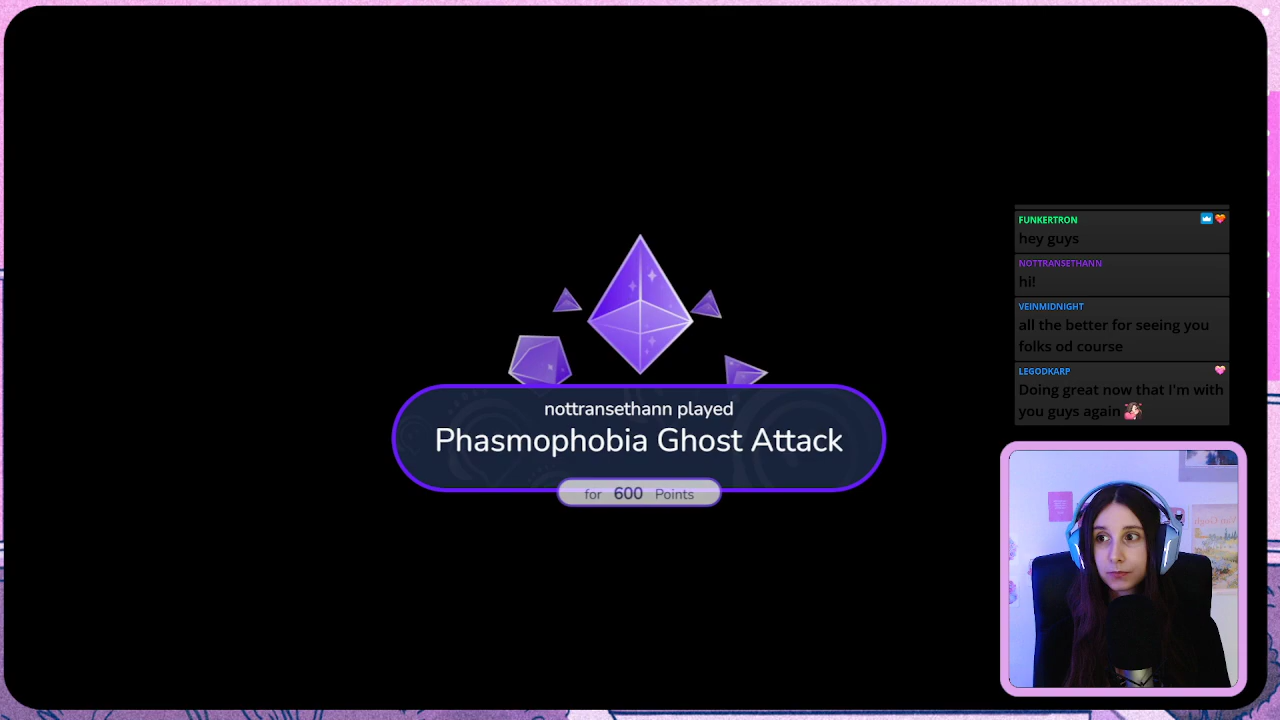 nottransethann played
Phasmophobia Ghost Attack
for 600 Points
FUNKERTRON
hey guys
NOTTRANSETHANN
hi!
VEINMIDNIGHT
all the better for seeing you
folks od course
LEGODKARP
Doing great now that I'm with
you guys again